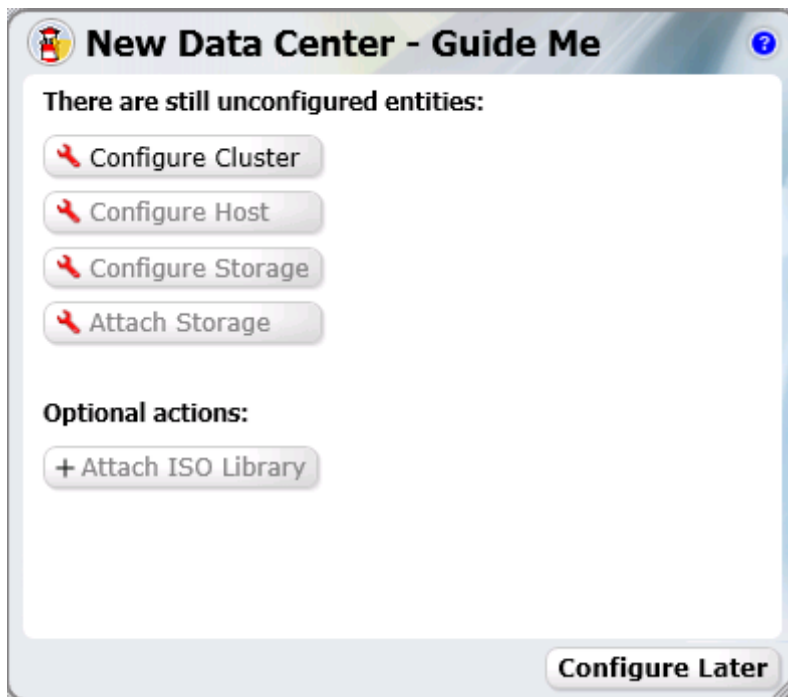 New Data Center - Guide Me
?
There are still unconfigured entities:
Configure Cluster
Configure Host
Configure Storage
Attach Storage
Optional actions:
+ Attach ISO Library
Configure Later